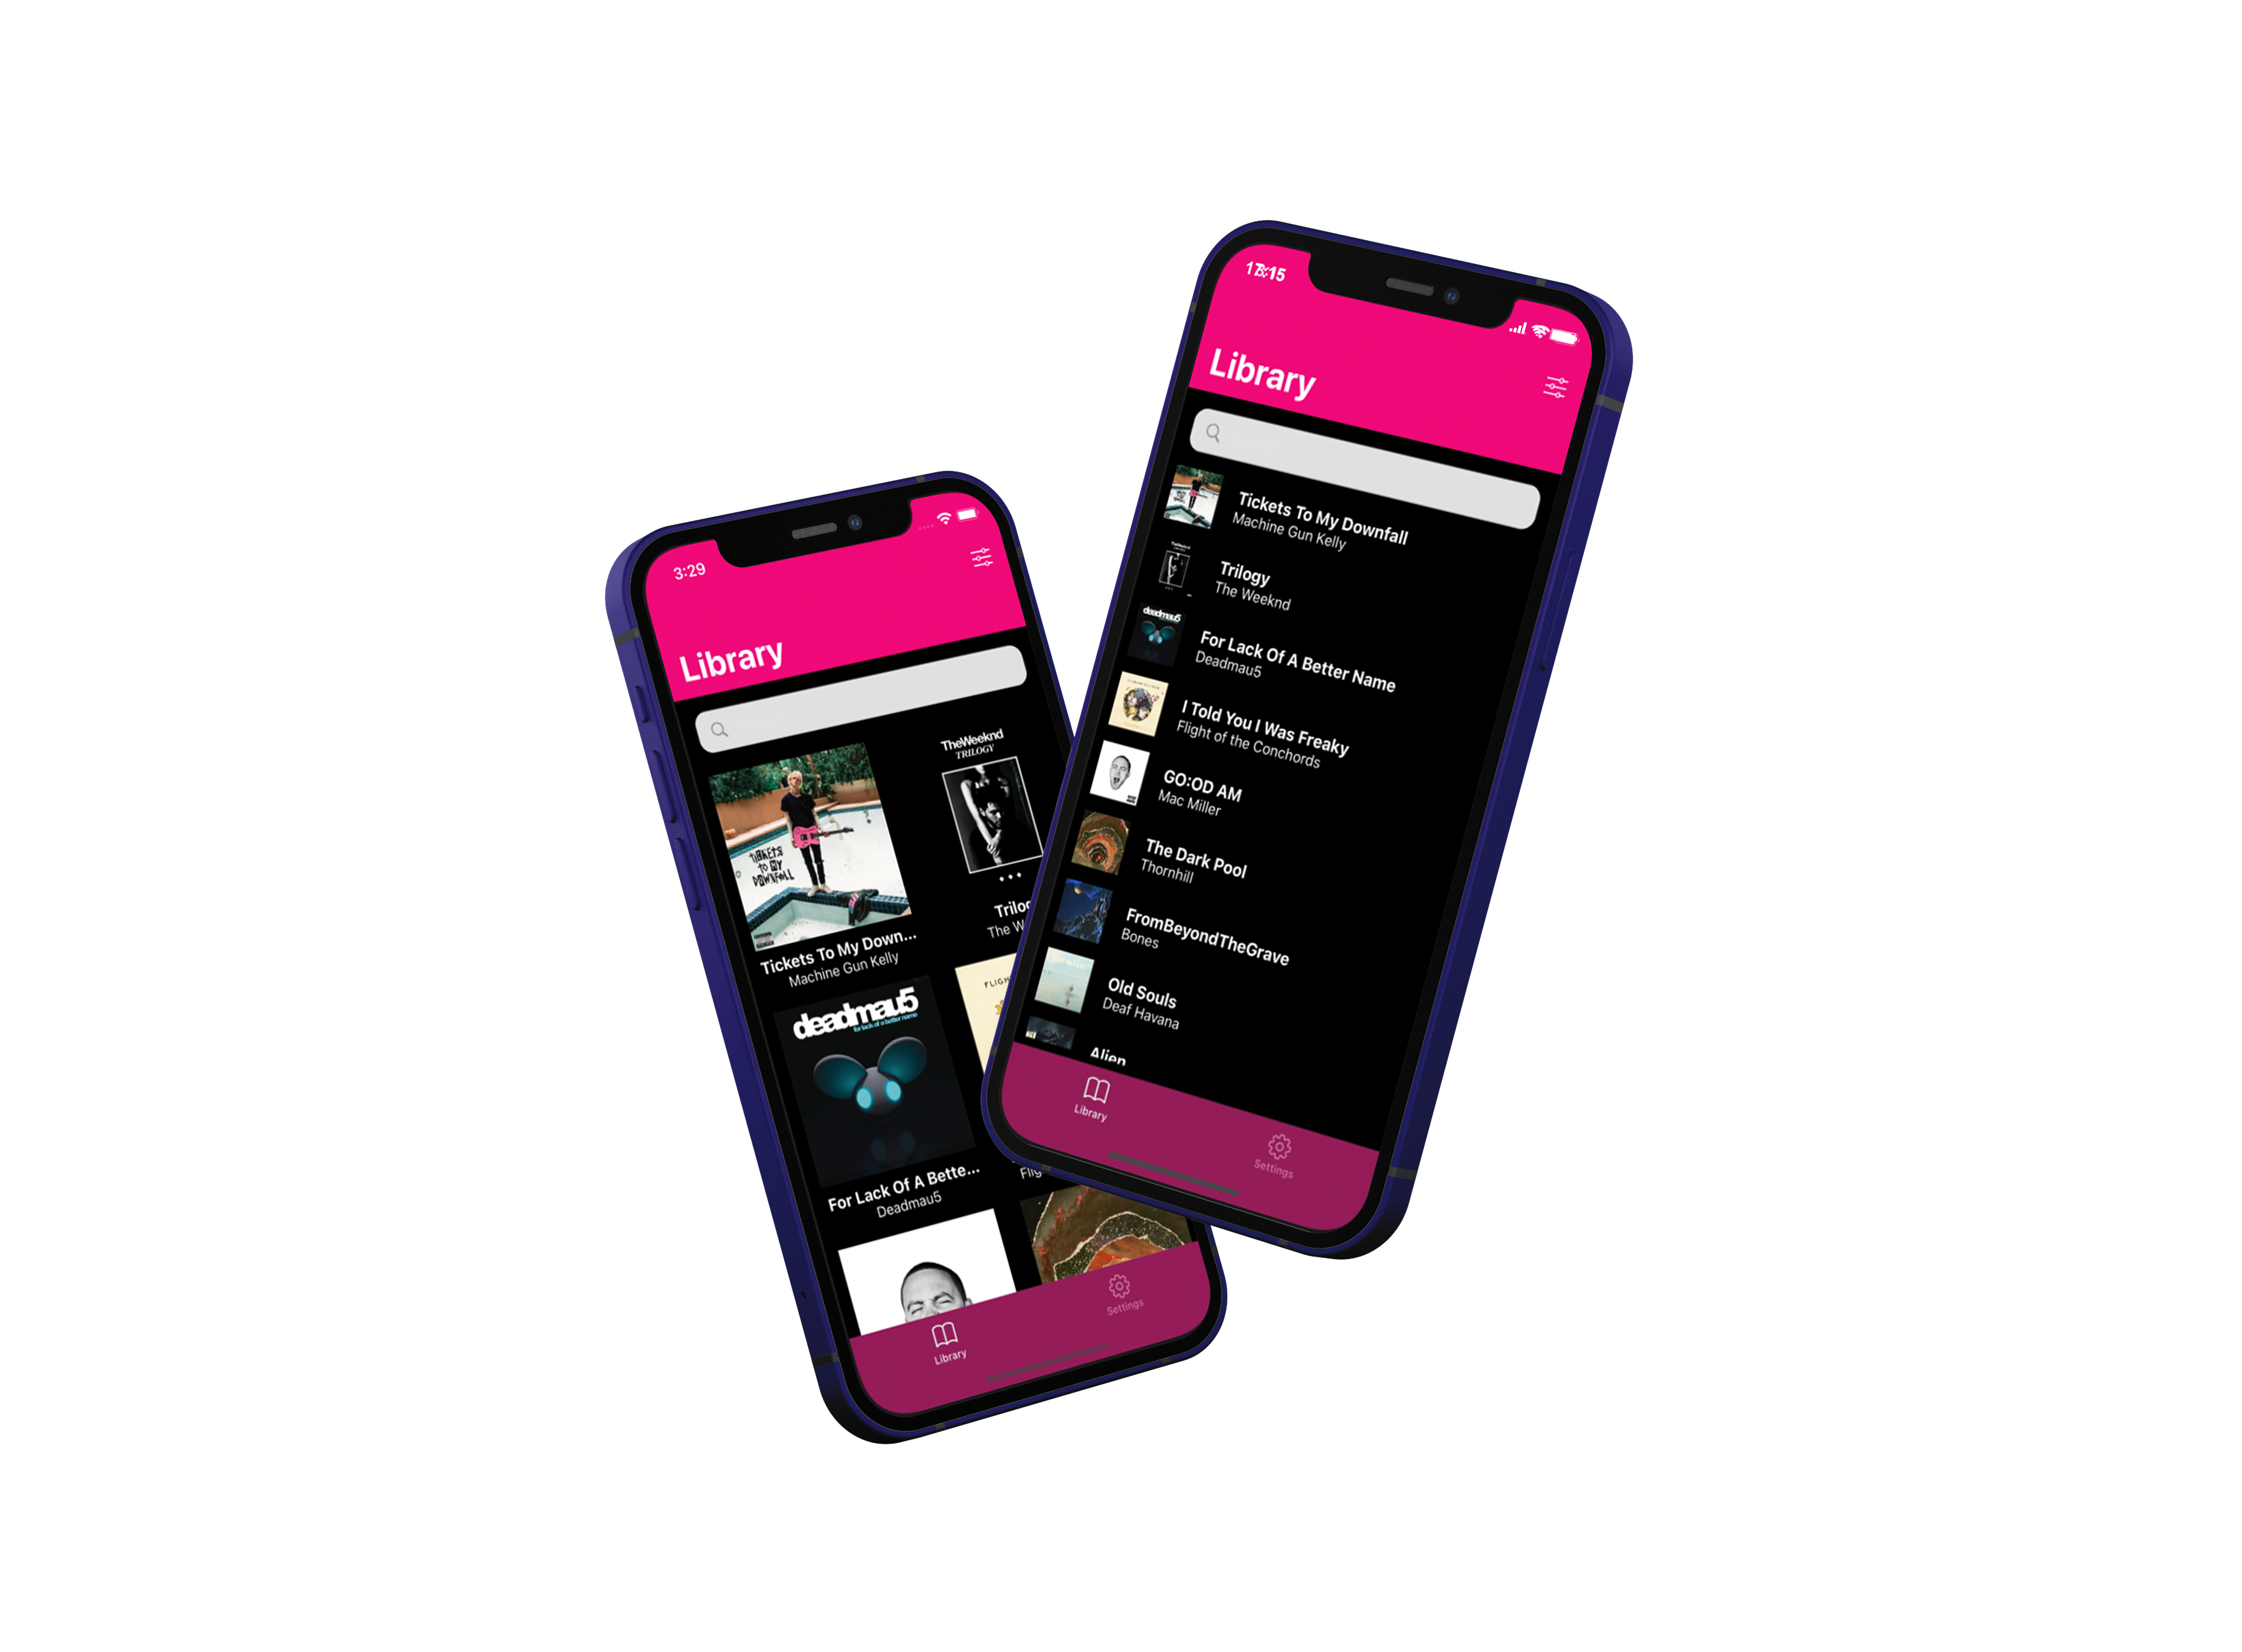 3:29
Library
TheWeeknd
TRILOGY
TICKETS
TO MY
DOWNFALL
Tickets To My Down...
Machine Gun Kelly
Trilo
The W
deadmau5
for lack of a better name
FLIGH
For Lack Of A Bette...
Deadmau5
Flig
Library
Settings
Library
Tickets To My Downfall
Machine Gun Kelly
Trilogy
The Weeknd
deadmau5
For Lack Of A Better Name
Deadmau5
I Told You I Was Freaky
Flight of the Conchords
GO:OD AM
Mac Miller
The Dark Pool
Thornhill
FromBeyondTheGrave
Bones
Old Souls
Deaf Havana
Alien
Library
Settings